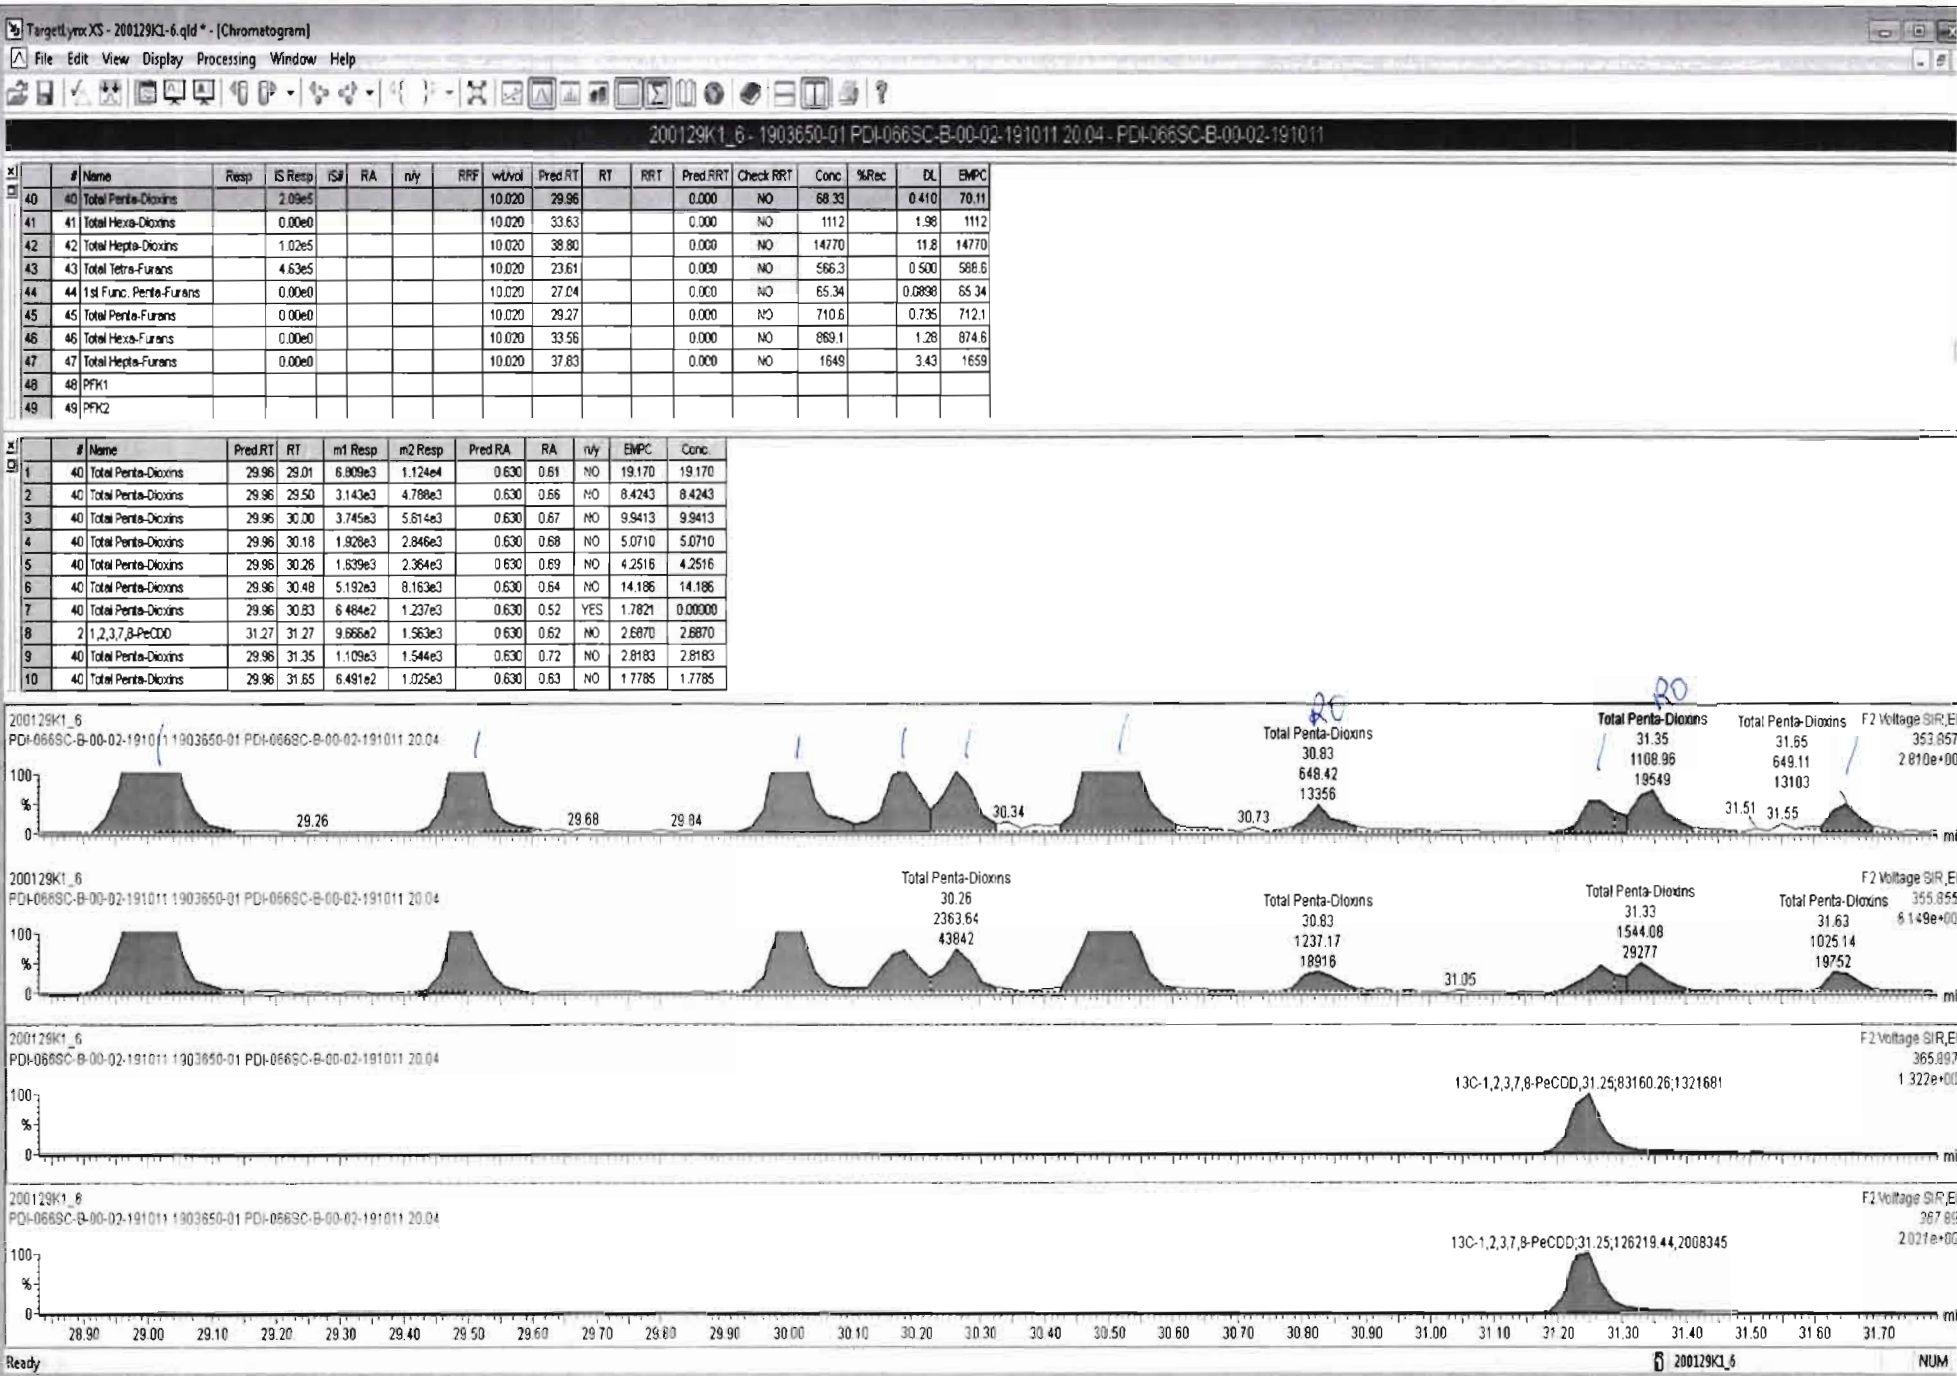 TargetLynx XS - 200129K1-6.qld * - [Chromatogram]
File Edit View Display Processing Window Help
200129K1_6 - 1903650-01 PDI-066SC-B-00-02-191011 20.04 - PDI-066SC-B-00-02-191011
# Name Resp IS Resp IS# RA n/y RRF wt/vol Pred.RT RT RRT Pred.RRT Check RRT Conc. %Rec DL EMPC
40 40 Total Penta-Dioxins 2.09e5 10.020 29.96 0.000 NO 68.33 0.410 70.11
41 41 Total Hexa-Dioxins 0.00e0 10.020 33.63 0.000 NO 1112 1.98 1112
42 42 Total Hepta-Dioxins 1.02e5 10.020 38.80 0.000 NO 14770 11.8 14770
43 43 Total Tetra-Furans 4.63e5 10.020 23.61 0.000 NO 566.3 0.500 588.6
44 44 1st Func. Penta-Furans 0.00e0 10.020 27.04 0.000 NO 65.34 0.0898 65.34
45 45 Total Penta-Furans 0.00e0 10.020 29.27 0.000 NO 710.6 0.735 712.1
46 46 Total Hexa-Furans 0.00e0 10.020 33.56 0.000 NO 869.1 1.28 874.6
47 47 Total Hepta-Furans 0.00e0 10.020 37.83 0.000 NO 1649 3.43 1659
48 48 PFK1
49 49 PFK2
# Name Pred.RT RT m1 Resp m2 Resp Pred.RA RA n/y EMPC Conc.
1 40 Total Penta-Dioxins 29.96 29.01 6.809e3 1.124e4 0.630 0.61 NO 19.170 19.170
2 40 Total Penta-Dioxins 29.96 29.50 3.143e3 4.788e3 0.630 0.66 NO 8.4243 8.4243
3 40 Total Penta-Dioxins 29.96 30.00 3.745e3 5.614e3 0.630 0.67 NO 9.9413 9.9413
4 40 Total Penta-Dioxins 29.96 30.18 1.928e3 2.846e3 0.630 0.68 NO 5.0710 5.0710
5 40 Total Penta-Dioxins 29.96 30.26 1.639e3 2.364e3 0.630 0.69 NO 4.2516 4.2516
6 40 Total Penta-Dioxins 29.96 30.48 5.192e3 8.163e3 0.630 0.64 NO 14.186 14.186
7 40 Total Penta-Dioxins 29.96 30.83 6.484e2 1.237e3 0.630 0.52 YES 1.7821 0.00000
8 2 1,2,3,7,8-PeCDD 31.27 31.27 9.666e2 1.563e3 0.630 0.62 NO 2.6870 2.6870
9 40 Total Penta-Dioxins 29.96 31.35 1.109e3 1.544e3 0.630 0.72 NO 2.8183 2.8183
10 40 Total Penta-Dioxins 29.96 31.65 6.491e2 1.025e3 0.630 0.63 NO 1.7785 1.7785
RO RO
200129K1_6 F2 Voltage SIR,E
PDI-066SC-B-00-02-191011 1903650-01 PDI-066SC-B-00-02-191011 20.04 353.857
2.810e+00
Total Penta-Dioxins
30.83
648.42
13356
Total Penta-Dioxins
31.35
1108.96
19549
Total Penta-Dioxins
31.65
649.11
13103
100
%
0
29.26 29.68 29.84 30.34 30.73 31.51 31.55
200129K1_6 F2 Voltage SIR,E
PDI-066SC-B-00-02-191011 1903650-01 PDI-066SC-B-00-02-191011 20.04 355.855
6.149e+00
Total Penta-Dioxins
30.26
2363.64
43842
Total Penta-Dioxins
30.83
1237.17
18916
Total Penta-Dioxins
31.33
1544.08
29277
Total Penta-Dioxins
31.63
1025.14
19752
100
%
0
31.05
200129K1_6 F2 Voltage SIR,E
PDI-066SC-B-00-02-191011 1903650-01 PDI-066SC-B-00-02-191011 20.04 365.897
1.322e+00
13C-1,2,3,7,8-PeCDD,31.25;83160.26;1321681
100
%
0
200129K1_6 F2 Voltage SIR,E
PDI-066SC-B-00-02-191011 1903650-01 PDI-066SC-B-00-02-191011 20.04 367.89
2.021e+00
13C-1,2,3,7,8-PeCDD;31.25;126219.44,2008345
100
%
0
28.90 29.00 29.10 29.20 29.30 29.40 29.50 29.60 29.70 29.80 29.90 30.00 30.10 30.20 30.30 30.40 30.50 30.60 30.70 30.80 30.90 31.00 31.10 31.20 31.30 31.40 31.50 31.60 31.70
Ready 200129K1_6 NUM